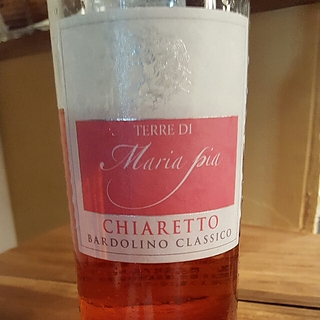 TERRE DI
Maria pia
CHIARETTO
BARDOLINO CLASSICO